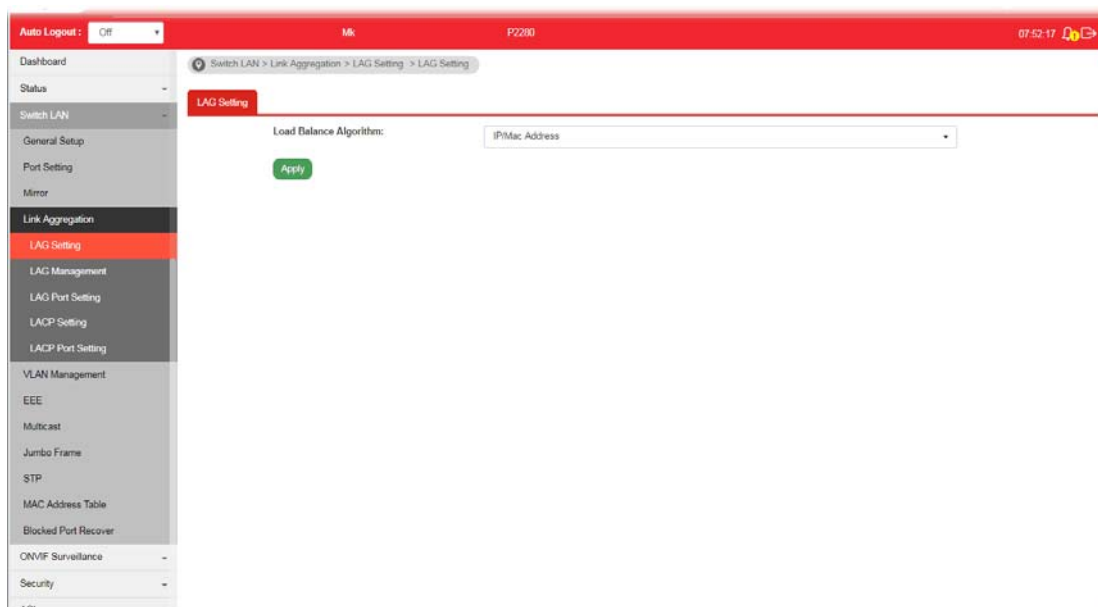 Auto Logout : Off Mk P2280 07:52:17 1
Dashboard
Switch LAN > Link Aggregation > LAG Setting > LAG Setting
Status
LAG Setting
Switch LAN
Load Balance Algorithm: IP/Mac Address
General Setup
Apply
Port Setting
Mirror
Link Aggregation
LAG Setting
LAG Management
LAG Port Setting
LACP Setting
LACP Port Setting
VLAN Management
EEE
Multicast
Jumbo Frame
STP
MAC Address Table
Blocked Port Recover
ONVIF Surveillance
Security